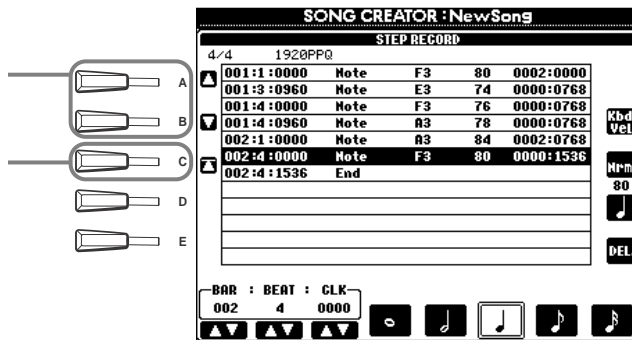 SONG CREATOR : NewSong
STEP RECORD
4/4 1920PPQ
A
001:1:0000 Note F3 80 0002:0000
001:3:0960 Note E3 74 0000:0768
B
001:4:0000 Note F3 76 0000:0768
001:4:0960 Note A3 78 0000:0768
Kbd Vel
002:1:0000 Note A3 84 0002:0768
C
002:4:0000 Note F3 80 0000:1536
Nrm
002:4:1536 End
80
D
E
DEL.
BAR : BEAT : CLK
002 4 0000